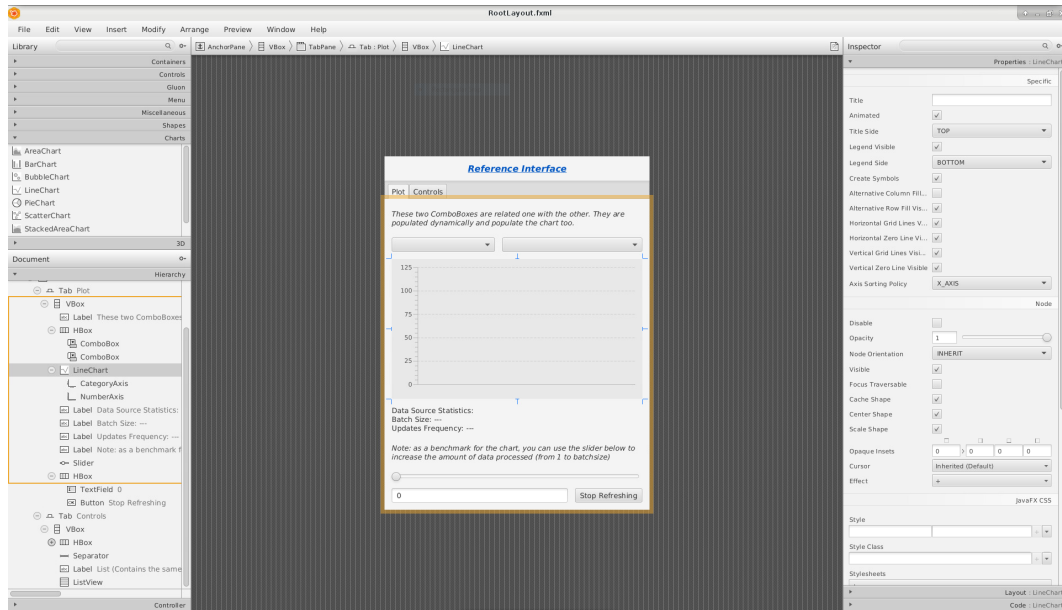 RootLayout.fxml
File Edit View Insert Modify Arrange Preview Window Help
Library
AnchorPane VBox TabPane Tab : Plot VBox LineChart
Inspector
Containers
Controls
Gluon
Menu
Miscellaneous
Shapes
Charts
AreaChart
BarChart
BubbleChart
LineChart
PieChart
ScatterChart
StackedAreaChart
3D
Document
Hierarchy
Tab Plot
VBox
Label These two ComboBoxes
HBox
ComboBox
ComboBox
LineChart
CategoryAxis
NumberAxis
Label Data Source Statistics:
Label Batch Size: ---
Label Updates Frequency: ---
Label Note: as a benchmark f
Slider
HBox
TextField 0
Button Stop Refreshing
Tab Controls
VBox
HBox
Separator
Label List (Contains the same
ListView
Controller
Reference Interface
Plot Controls
These two ComboBoxes are related one with the other. They are
populated dynamically and populate the chart too.
125
100
75
50
25
0
Data Source Statistics:
Batch Size: ---
Updates Frequency: ---
Note: as a benchmark for the chart, you can use the slider below to
increase the amount of data processed (from 1 to batchsize)
0 Stop Refreshing
Properties : LineChart
Specific
Title
Animated
Title Side TOP
Legend Visible
Legend Side BOTTOM
Create Symbols
Alternative Column Fill...
Alternative Row Fill Vis...
Horizontal Grid Lines V...
Horizontal Zero Line Vi...
Vertical Grid Lines Visi...
Vertical Zero Line Visible
Axis Sorting Policy X_AXIS
Node
Disable
Opacity 1
Node Orientation INHERIT
Visible
Focus Traversable
Cache Shape
Center Shape
Scale Shape
Opaque Insets 0 0 0 0
Cursor Inherited (Default)
Effect +
JavaFX CSS
Style
Style Class
Stylesheets
Layout : LineChart
Code : LineChart